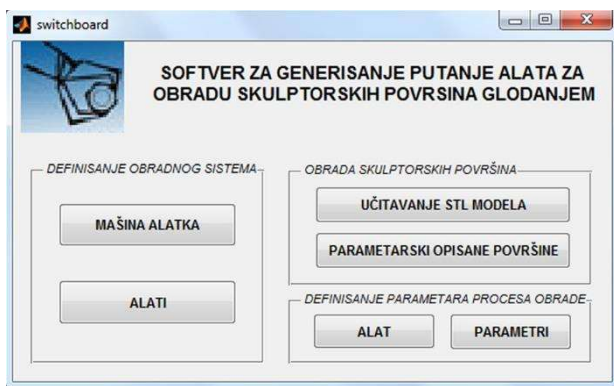 switchboard
SOFTVER ZA GENERISANJE PUTANJE ALATA ZA
OBRADU SKULPTORSKIH POVRSINA GLODANJEM
DEFINISANJE OBRADNOG SISTEMA
MAŠINA ALATKA
ALATI
OBRADA SKULPTORSKIH POVRŠINA
UČITAVANJE STL MODELA
PARAMETARSKI OPISANE POVRŠINE
DEFINISANJE PARAMETARA PROCESA OBRADE
ALAT
PARAMETRI